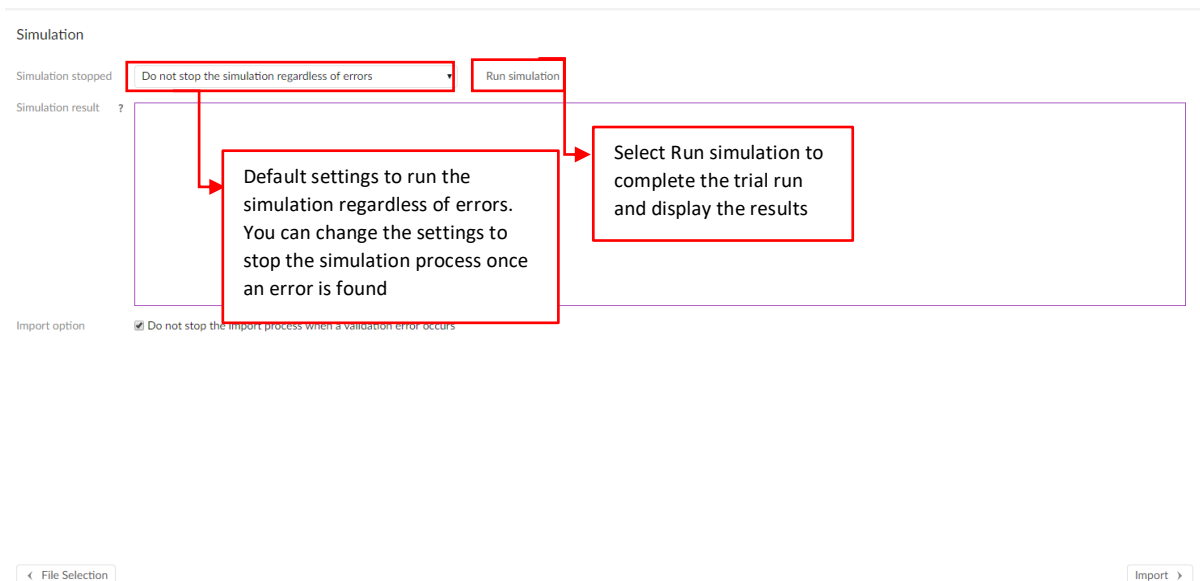 Simulation
Simulation stopped Do not stop the simulation regardless of errors Run simulation
Simulation result ?
Select Run simulation to
complete the trial run
and display the results
Default settings to run the
simulation regardless of errors.
You can change the settings to
stop the simulation process once
an error is found
Import option Do not stop the import process when a validation error occurs
File Selection
Import